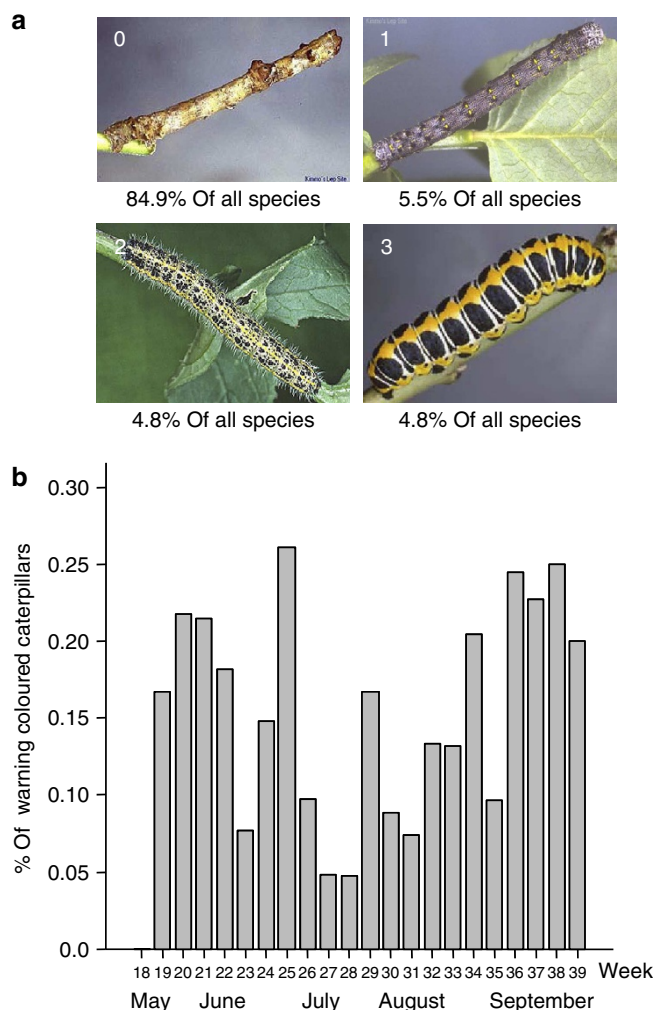 a
0
1
Kimmo's Lep Site
84.9% Of all species
5.5% Of all species
2
3
4.8% Of all species
4.8% Of all species
b
% Of warning coloured caterpillars
0.30
0.25
0.20
0.15
0.10
0.05
0.0
18 19 20 21 22 23 24 25 26 27 28 29 30 31 32 33 34 35 36 37 38 39 Week
May June July August September